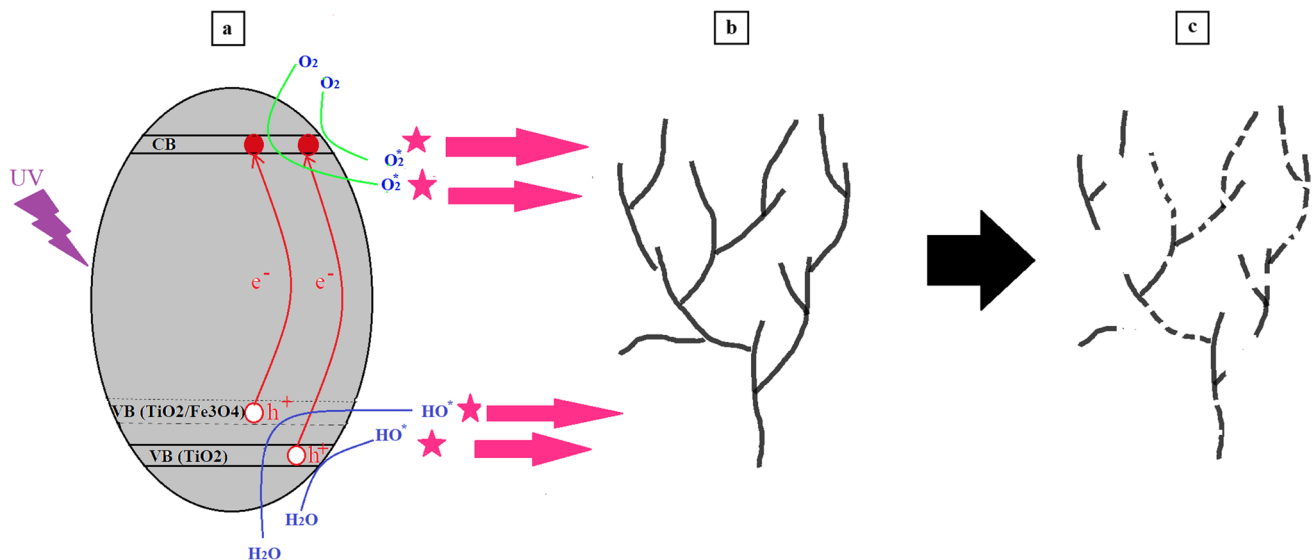 a
b
c
O₂
O₂
CB
O₂*
O₂*
UV
e⁻
e⁻
VB (TiO2/Fe3O4)
h⁺
HO*
HO*
VB (TiO2)
h⁺
H₂O
H₂O